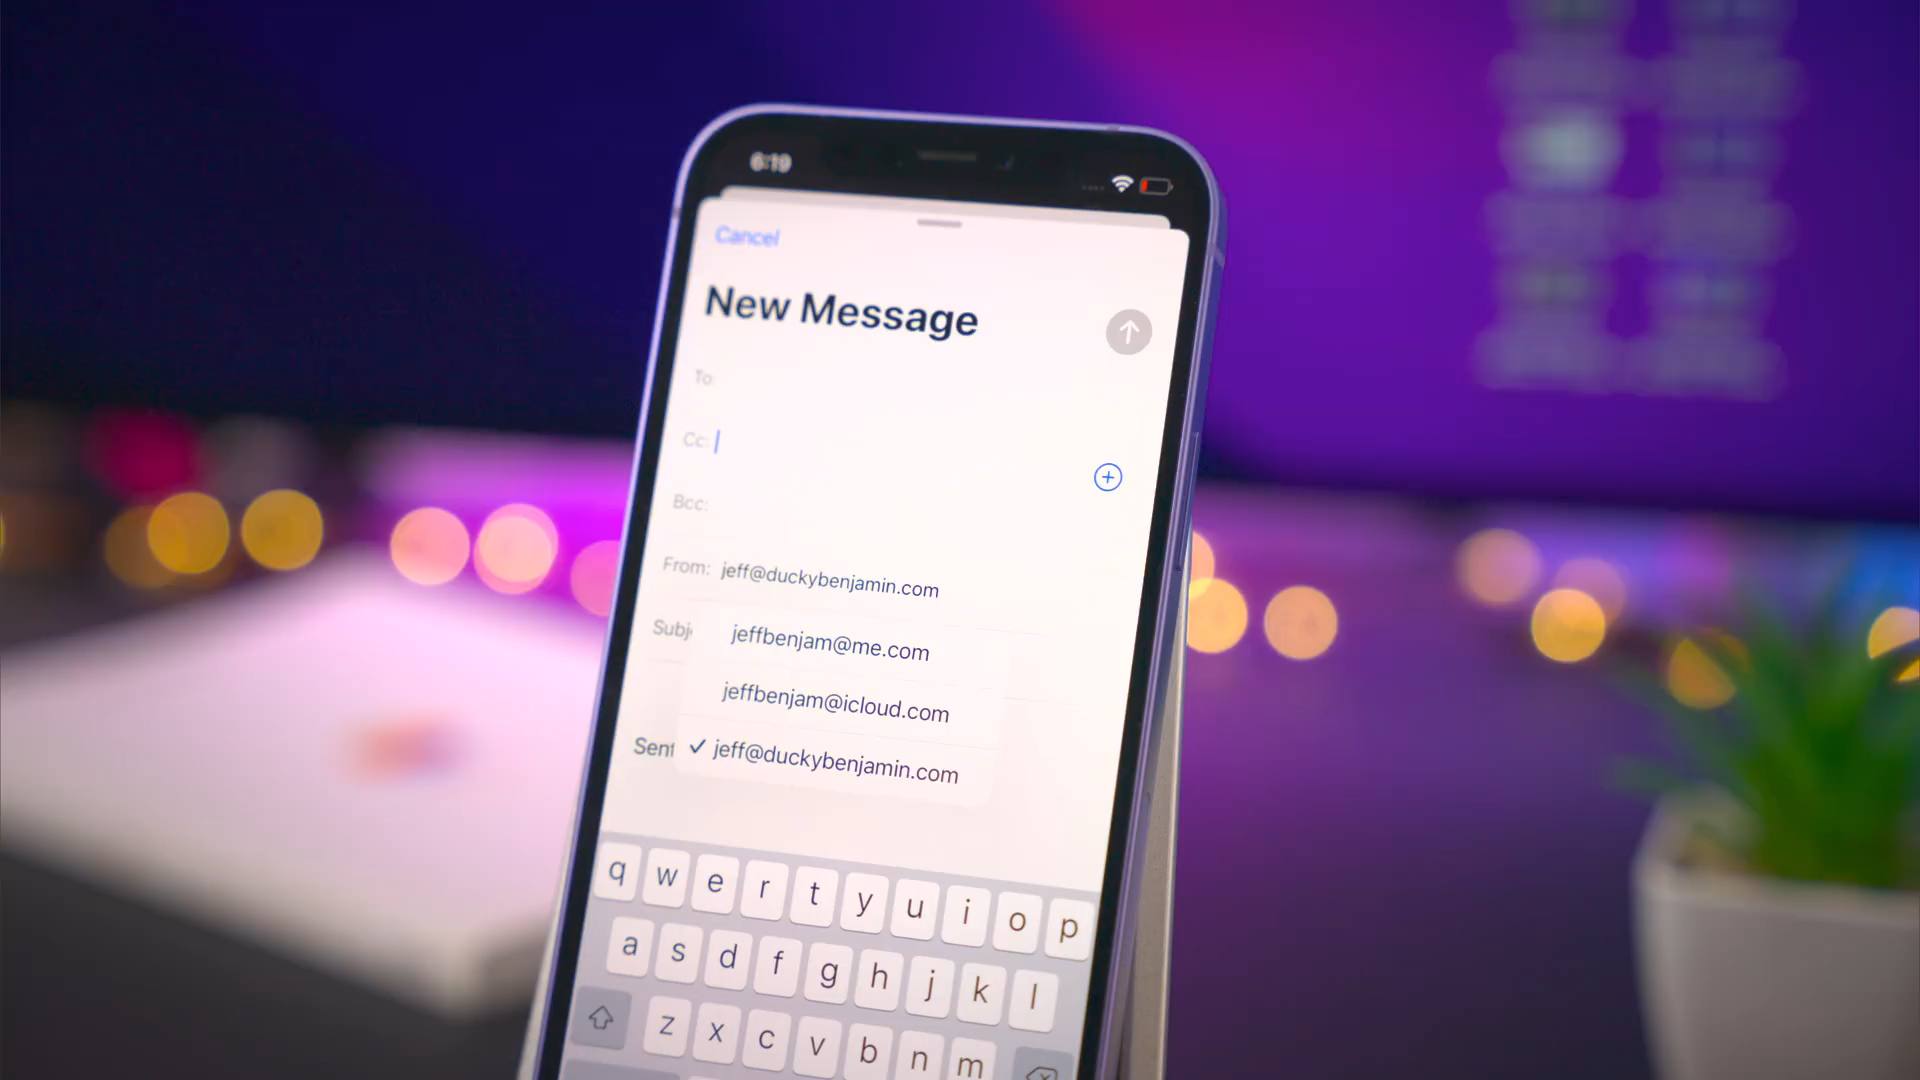 6:19
Cancel
New Message
To:
Cc:
Bcc:
From: jeff@duckybenjamin.com
Subj
jeffbenjam@me.com
jeffbenjam@icloud.com
Sent ✓ jeff@duckybenjamin.com
q w e r t y u i o p
a s d f g h j k l
z x c v b n m